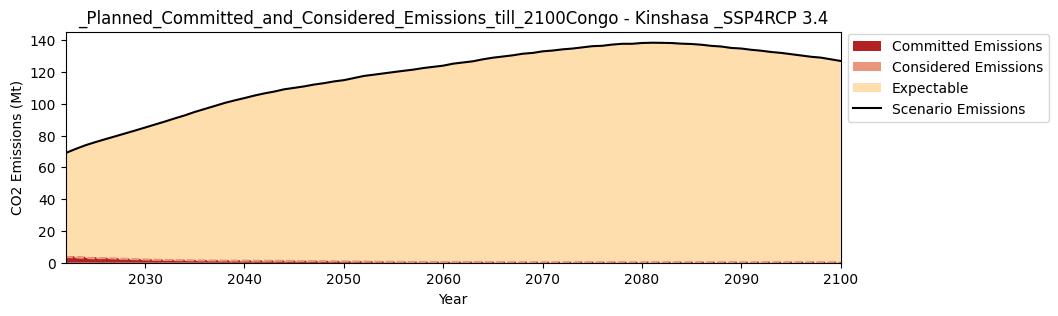 _Planned_Committed_and_Considered_Emissions_till_2100Congo - Kinshasa _SSP4RCP 3.4
140
120
100
80
60
40
20
0
CO2 Emissions (Mt)
2030 2040 2050 2060 2070 2080 2090 2100
Year
Committed Emissions
Considered Emissions
Expectable
Scenario Emissions